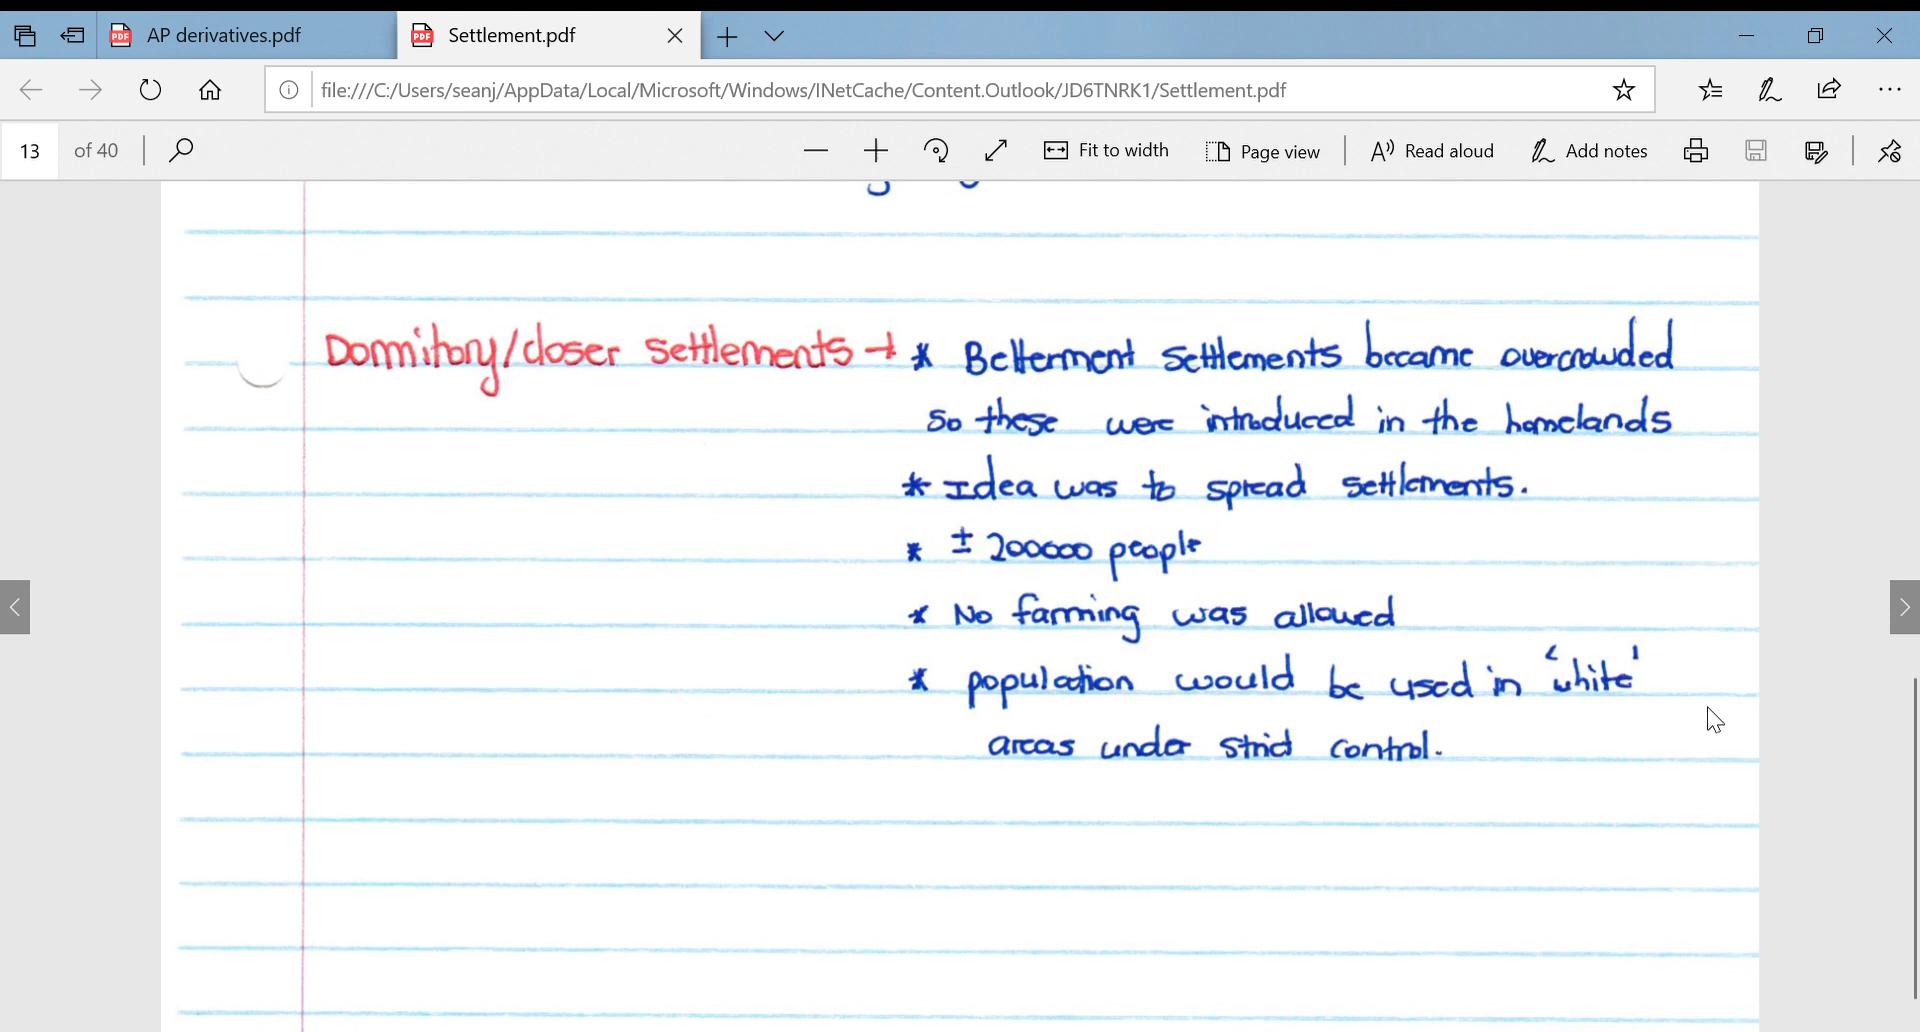 AP derivatives.pdf
Settlement.pdf
file:///C:/Users/seanj/AppData/Local/Microsoft/Windows/INetCache/Content.Outlook/JD6TNRK1/Settlement.pdf
13 of 40
Fit to width
Page view
Read aloud
Add notes
Dormitory/closer settlements → * Betterment settlements became overcrowded
so these were introduced in the homelands
* Idea was to spread settlements.
* ± 200000 people
* No farming was allowed
* population would be used in 'white'
areas under strict control.